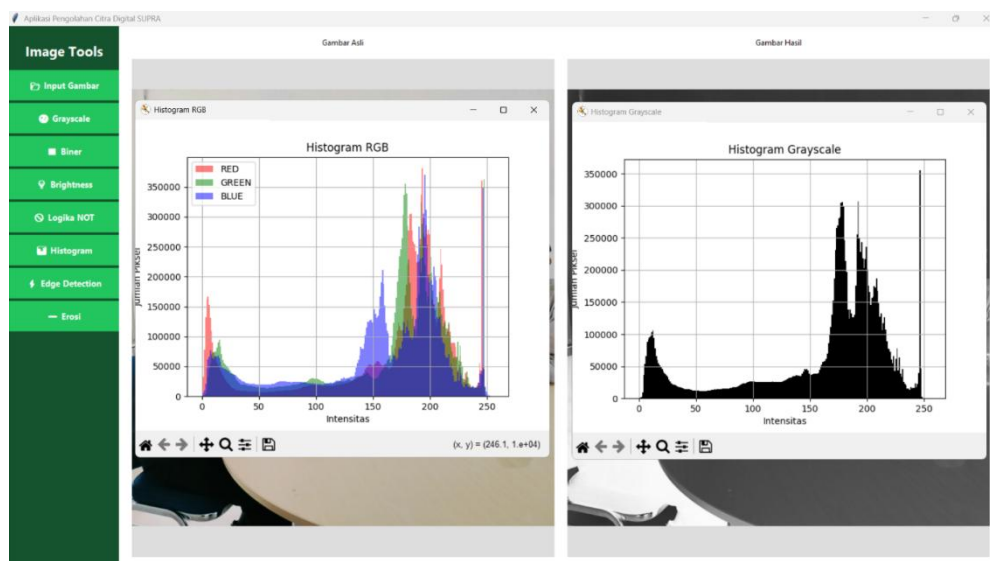 Aplikasi Pengolahan Citra Digital SUPRA
Image Tools
Input Gambar
Grayscale
Biner
Brightness
Logika NOT
Histogram
Edge Detection
Erosi
Gambar Asli
Histogram RGB
Histogram RGB
RED
GREEN
BLUE
350000
300000
250000
200000
150000
100000
50000
0
Jumlah Piksel
0 50 100 150 200 250
Intensitas
(x, y) = (246.1, 1.e+04)
Gambar Hasil
Histogram Grayscale
Histogram Grayscale
350000
300000
250000
200000
150000
100000
50000
0
Jumlah Piksel
0 50 100 150 200 250
Intensitas